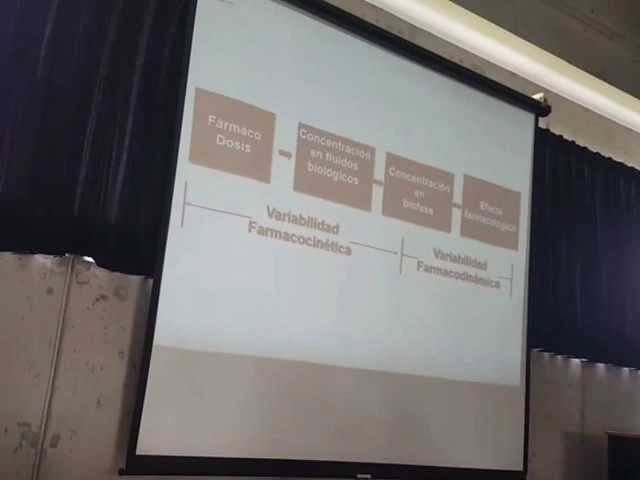 Fármaco
Dosis
Concentración
en fluidos
biológicos
Concentración
en
biofase
Efecto
farmacológico
Variabilidad
Farmacocinética
Variabilidad
Farmacodinámica